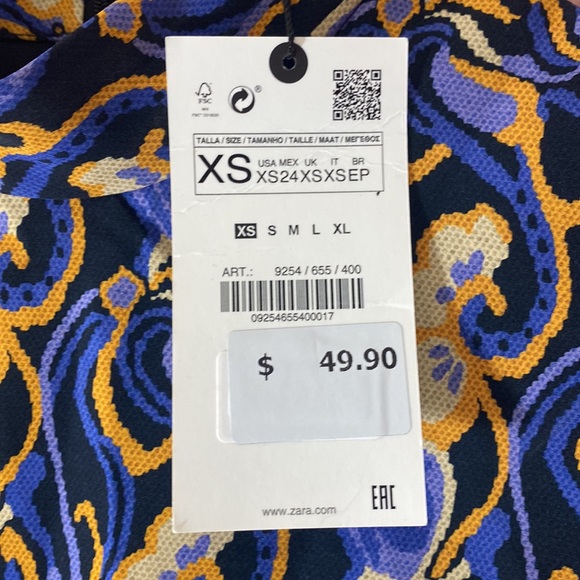 FSC
®
TALLA / SIZE / TAMANHO / TAILLE / MAAT / ΜΕΓΕΘΟΣ
XS
USA MEX UK IT BR
XS 24 XS XS EP
XS S M L XL
ART.: 9254 / 655 / 400
09254655400017
$ 49.90
www.zara.com
EAC